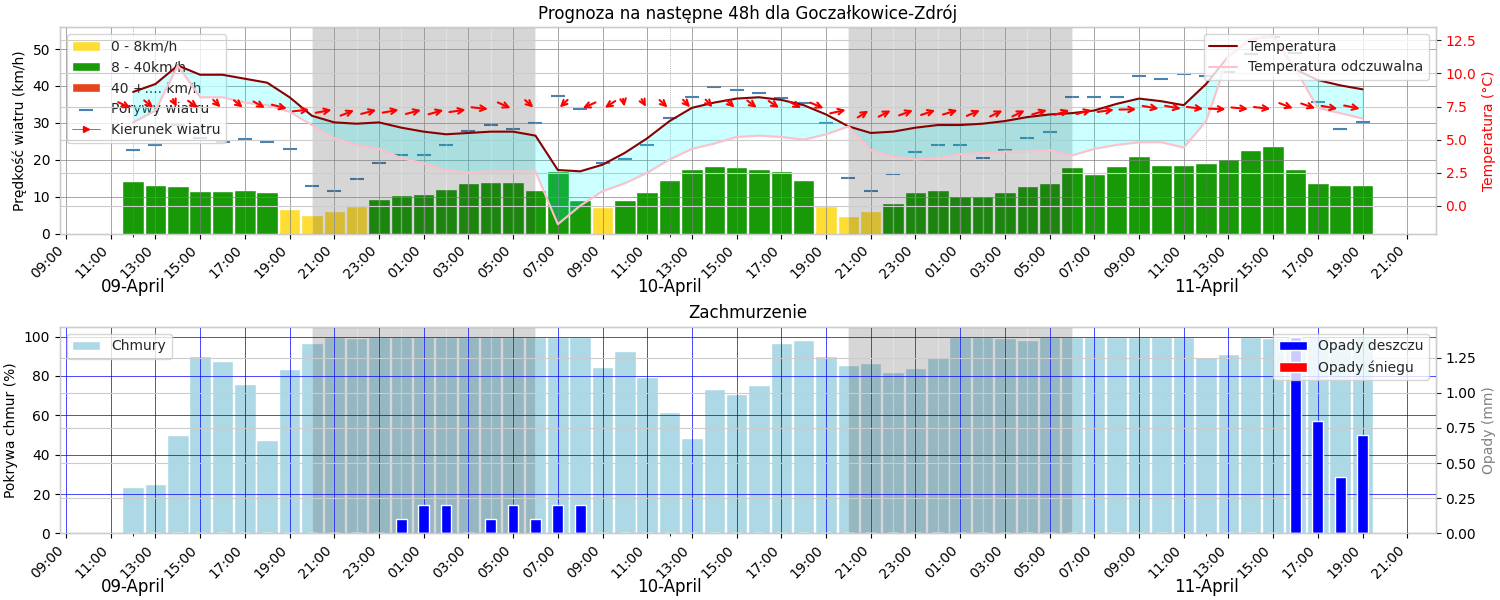 Prognoza na następne 48h dla Goczałkowice-Zdrój
Prędkość wiatru (km/h)
50
40
30
20
10
0
0 - 8km/h
8 - 40km/h
40 +.... km/h
Porywy wiatru
Kierunek wiatru
Temperatura
Temperatura odczuwalna
12.5
10.0
7.5
5.0
2.5
0.0
Temperatura (°C)
09:00 11:00 13:00 15:00 17:00 19:00 21:00 23:00 01:00 03:00 05:00 07:00 09:00 11:00 13:00 15:00 17:00 19:00 21:00 23:00 01:00 03:00 05:00 07:00 09:00 11:00 13:00 15:00 17:00 19:00 21:00
09-April 10-April 11-April
Zachmurzenie
Pokrywa chmur (%)
100
80
60
40
20
0
Chmury
Opady deszczu
Opady śniegu
1.25
1.00
0.75
0.50
0.25
0.00
Opady (mm)
09:00 11:00 13:00 15:00 17:00 19:00 21:00 23:00 01:00 03:00 05:00 07:00 09:00 11:00 13:00 15:00 17:00 19:00 21:00 23:00 01:00 03:00 05:00 07:00 09:00 11:00 13:00 15:00 17:00 19:00 21:00
09-April 10-April 11-April